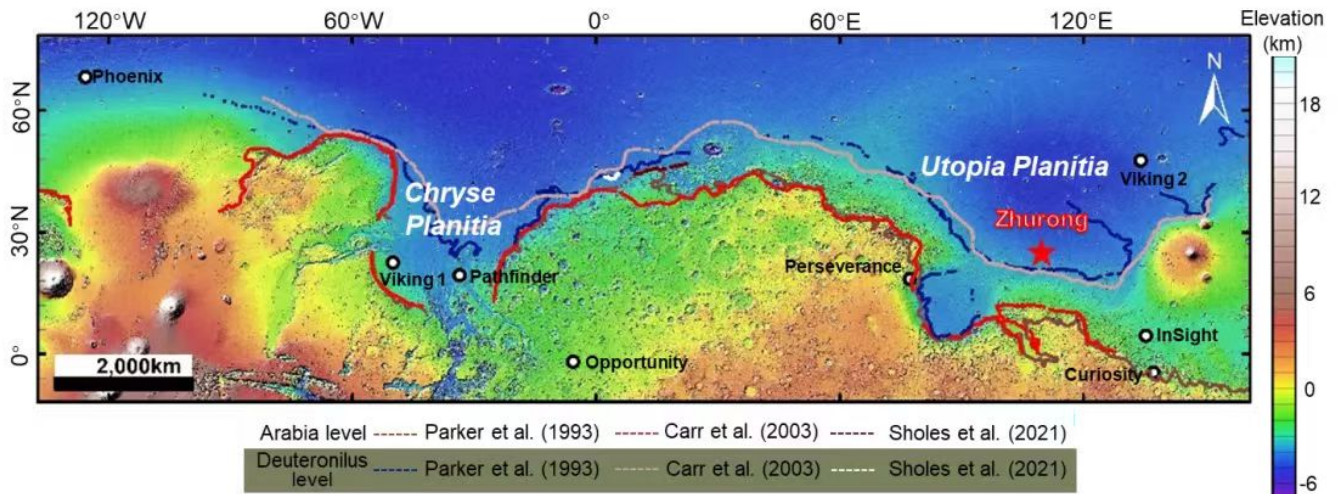 120°W 60°W 0° 60°E 120°E Elevation
(km)
Phoenix
N
60°N
18
Utopia Planitia
Viking 2
Chryse
Planitia
12
Zhurong
30°N
Viking 1
Pathfinder
Perseverance
6
InSight
0°
2,000km
Opportunity
Curiosity
0
Arabia level Parker et al. (1993) Carr et al. (2003) Sholes et al. (2021)
Deuteronilus
level
Parker et al. (1993) Carr et al. (2003) Sholes et al. (2021)
-6